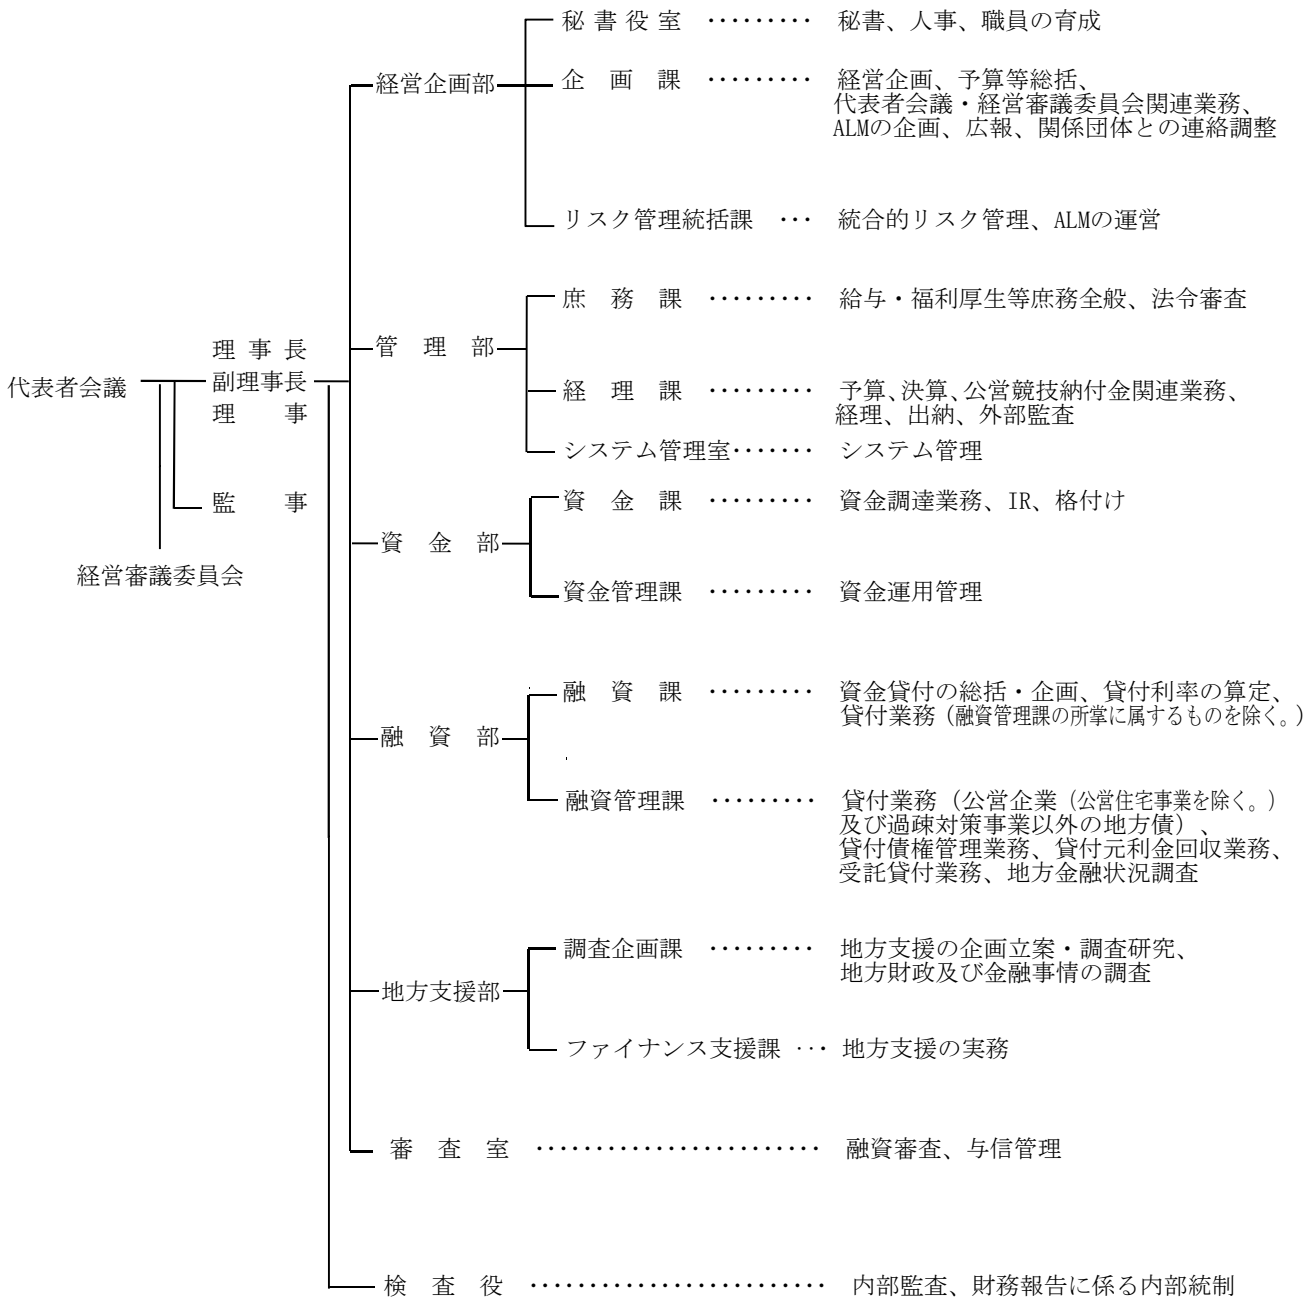 秘書役室 ········· 秘書、人事、職員の育成
経営企画部
企画課 ········· 経営企画、予算等総括、
代表者会議・経営審議委員会関連業務、
ALMの企画、広報、関係団体との連絡調整
リスク管理統括課 ··· 統合的リスク管理、ALMの運営
庶務課 ········· 給与・福利厚生等庶務全般、法令審査
管理部
理事長
代表者会議
副理事長
理事
経理課 ········· 予算、決算、公営競技納付金関連業務、
経理、出納、外部監査
システム管理室······· システム管理
監事
資金課 ········· 資金調達業務、IR、格付け
資金部
経営審議委員会
資金管理課 ········· 資金運用管理
融資課 ········· 資金貸付の総括・企画、貸付利率の算定、
貸付業務（融資管理課の所掌に属するものを除く。）
融資部
融資管理課 ········· 貸付業務（公営企業（公営住宅事業を除く。）
及び過疎対策事業以外の地方債）、
貸付債権管理業務、貸付元利金回収業務、
受託貸付業務、地方金融状況調査
調査企画課 ········· 地方支援の企画立案・調査研究、
地方財政及び金融事情の調査
地方支援部
ファイナンス支援課 ··· 地方支援の実務
審査室 ························ 融資審査、与信管理
検査役 ························· 内部監査、財務報告に係る内部統制